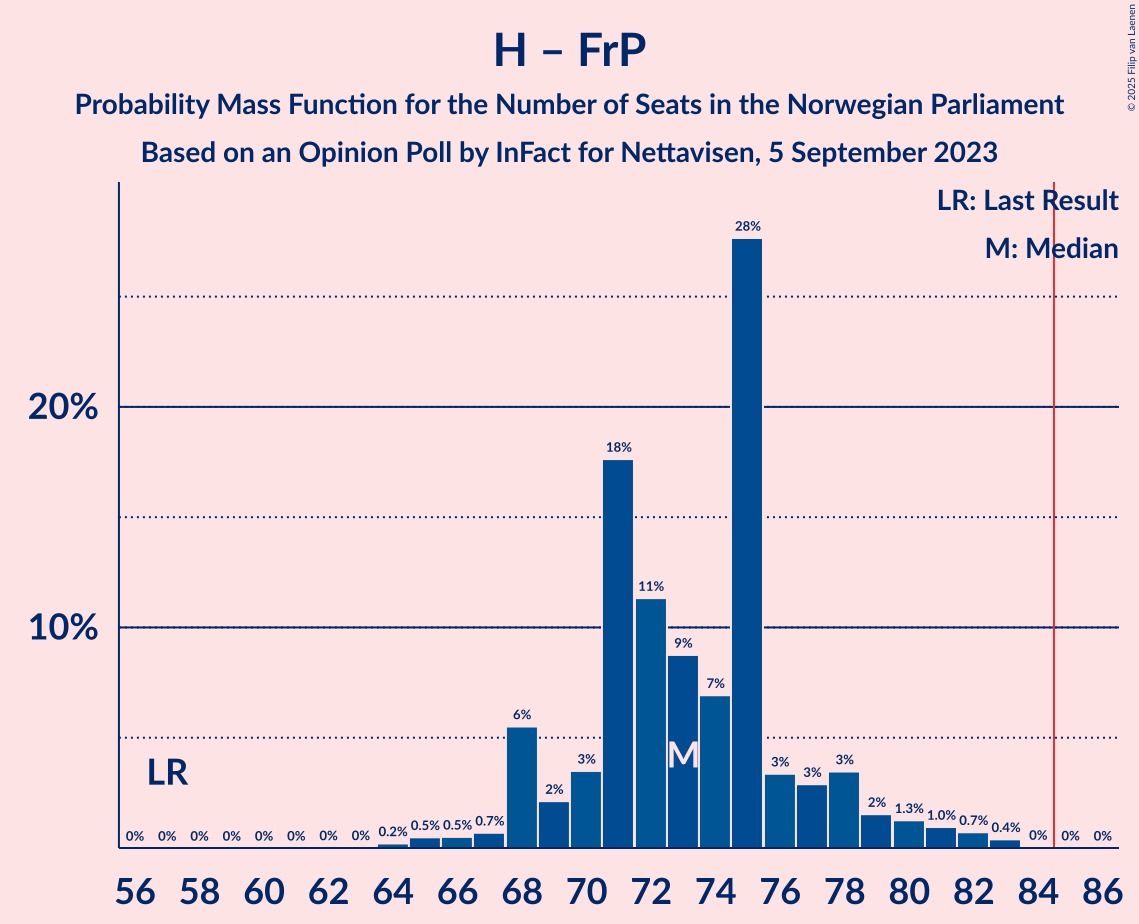 H – FrP
Probability Mass Function for the Number of Seats in the Norwegian Parliament
Based on an Opinion Poll by InFact for Nettavisen, 5 September 2023
© 2025 Filip van Laenen
LR: Last Result
M: Median
28%
20%
18%
11%
10%
9%
7%
6%
M
LR
3%
3%
3%
3%
2%
2%
1.3%
1.0%
0% 0% 0% 0% 0% 0% 0% 0% 0.2% 0.5% 0.5% 0.7% 0.7% 0.4% 0% 0% 0%
56 58 60 62 64 66 68 70 72 74 76 78 80 82 84 86